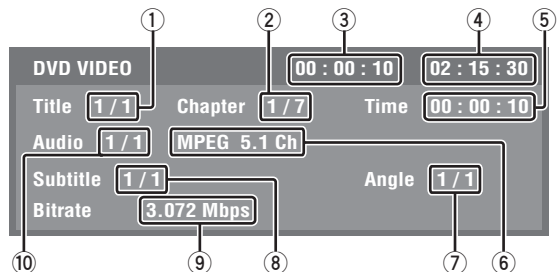 ① ② ③ ④ ⑤
DVD VIDEO 00 : 00 : 10 02 : 15 : 30
Title 1 / 1 Chapter 1 / 7 Time 00 : 00 : 10
Audio 1 / 1 MPEG 5.1 Ch
Subtitle 1 / 1 Angle 1 / 1
Bitrate 3.072 Mbps
⑩ ⑨ ⑧ ⑦ ⑥